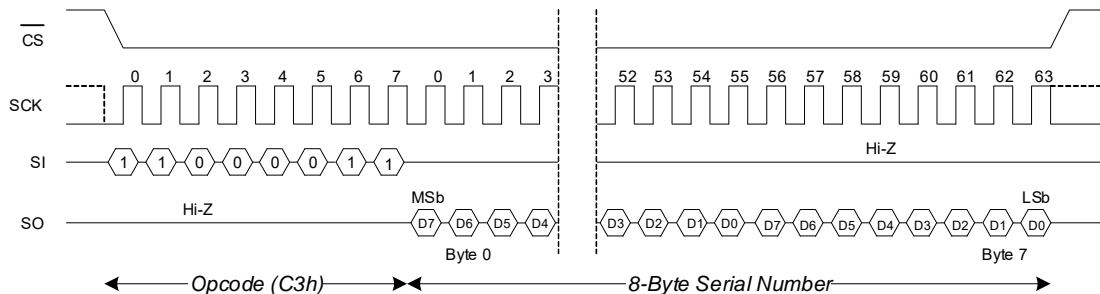 CS
0 1 2 3 4 5 6 7 0 1 2 3 52 53 54 55 56 57 58 59 60 61 62 63
SCK
Hi-Z
SI 1 1 0 0 0 0 1 1
MSb LSb
Hi-Z
SO D7 D6 D5 D4 D3 D2 D1 D0 D7 D6 D5 D4 D3 D2 D1 D0
Byte 0 Byte 7
Opcode (C3h) 8-Byte Serial Number